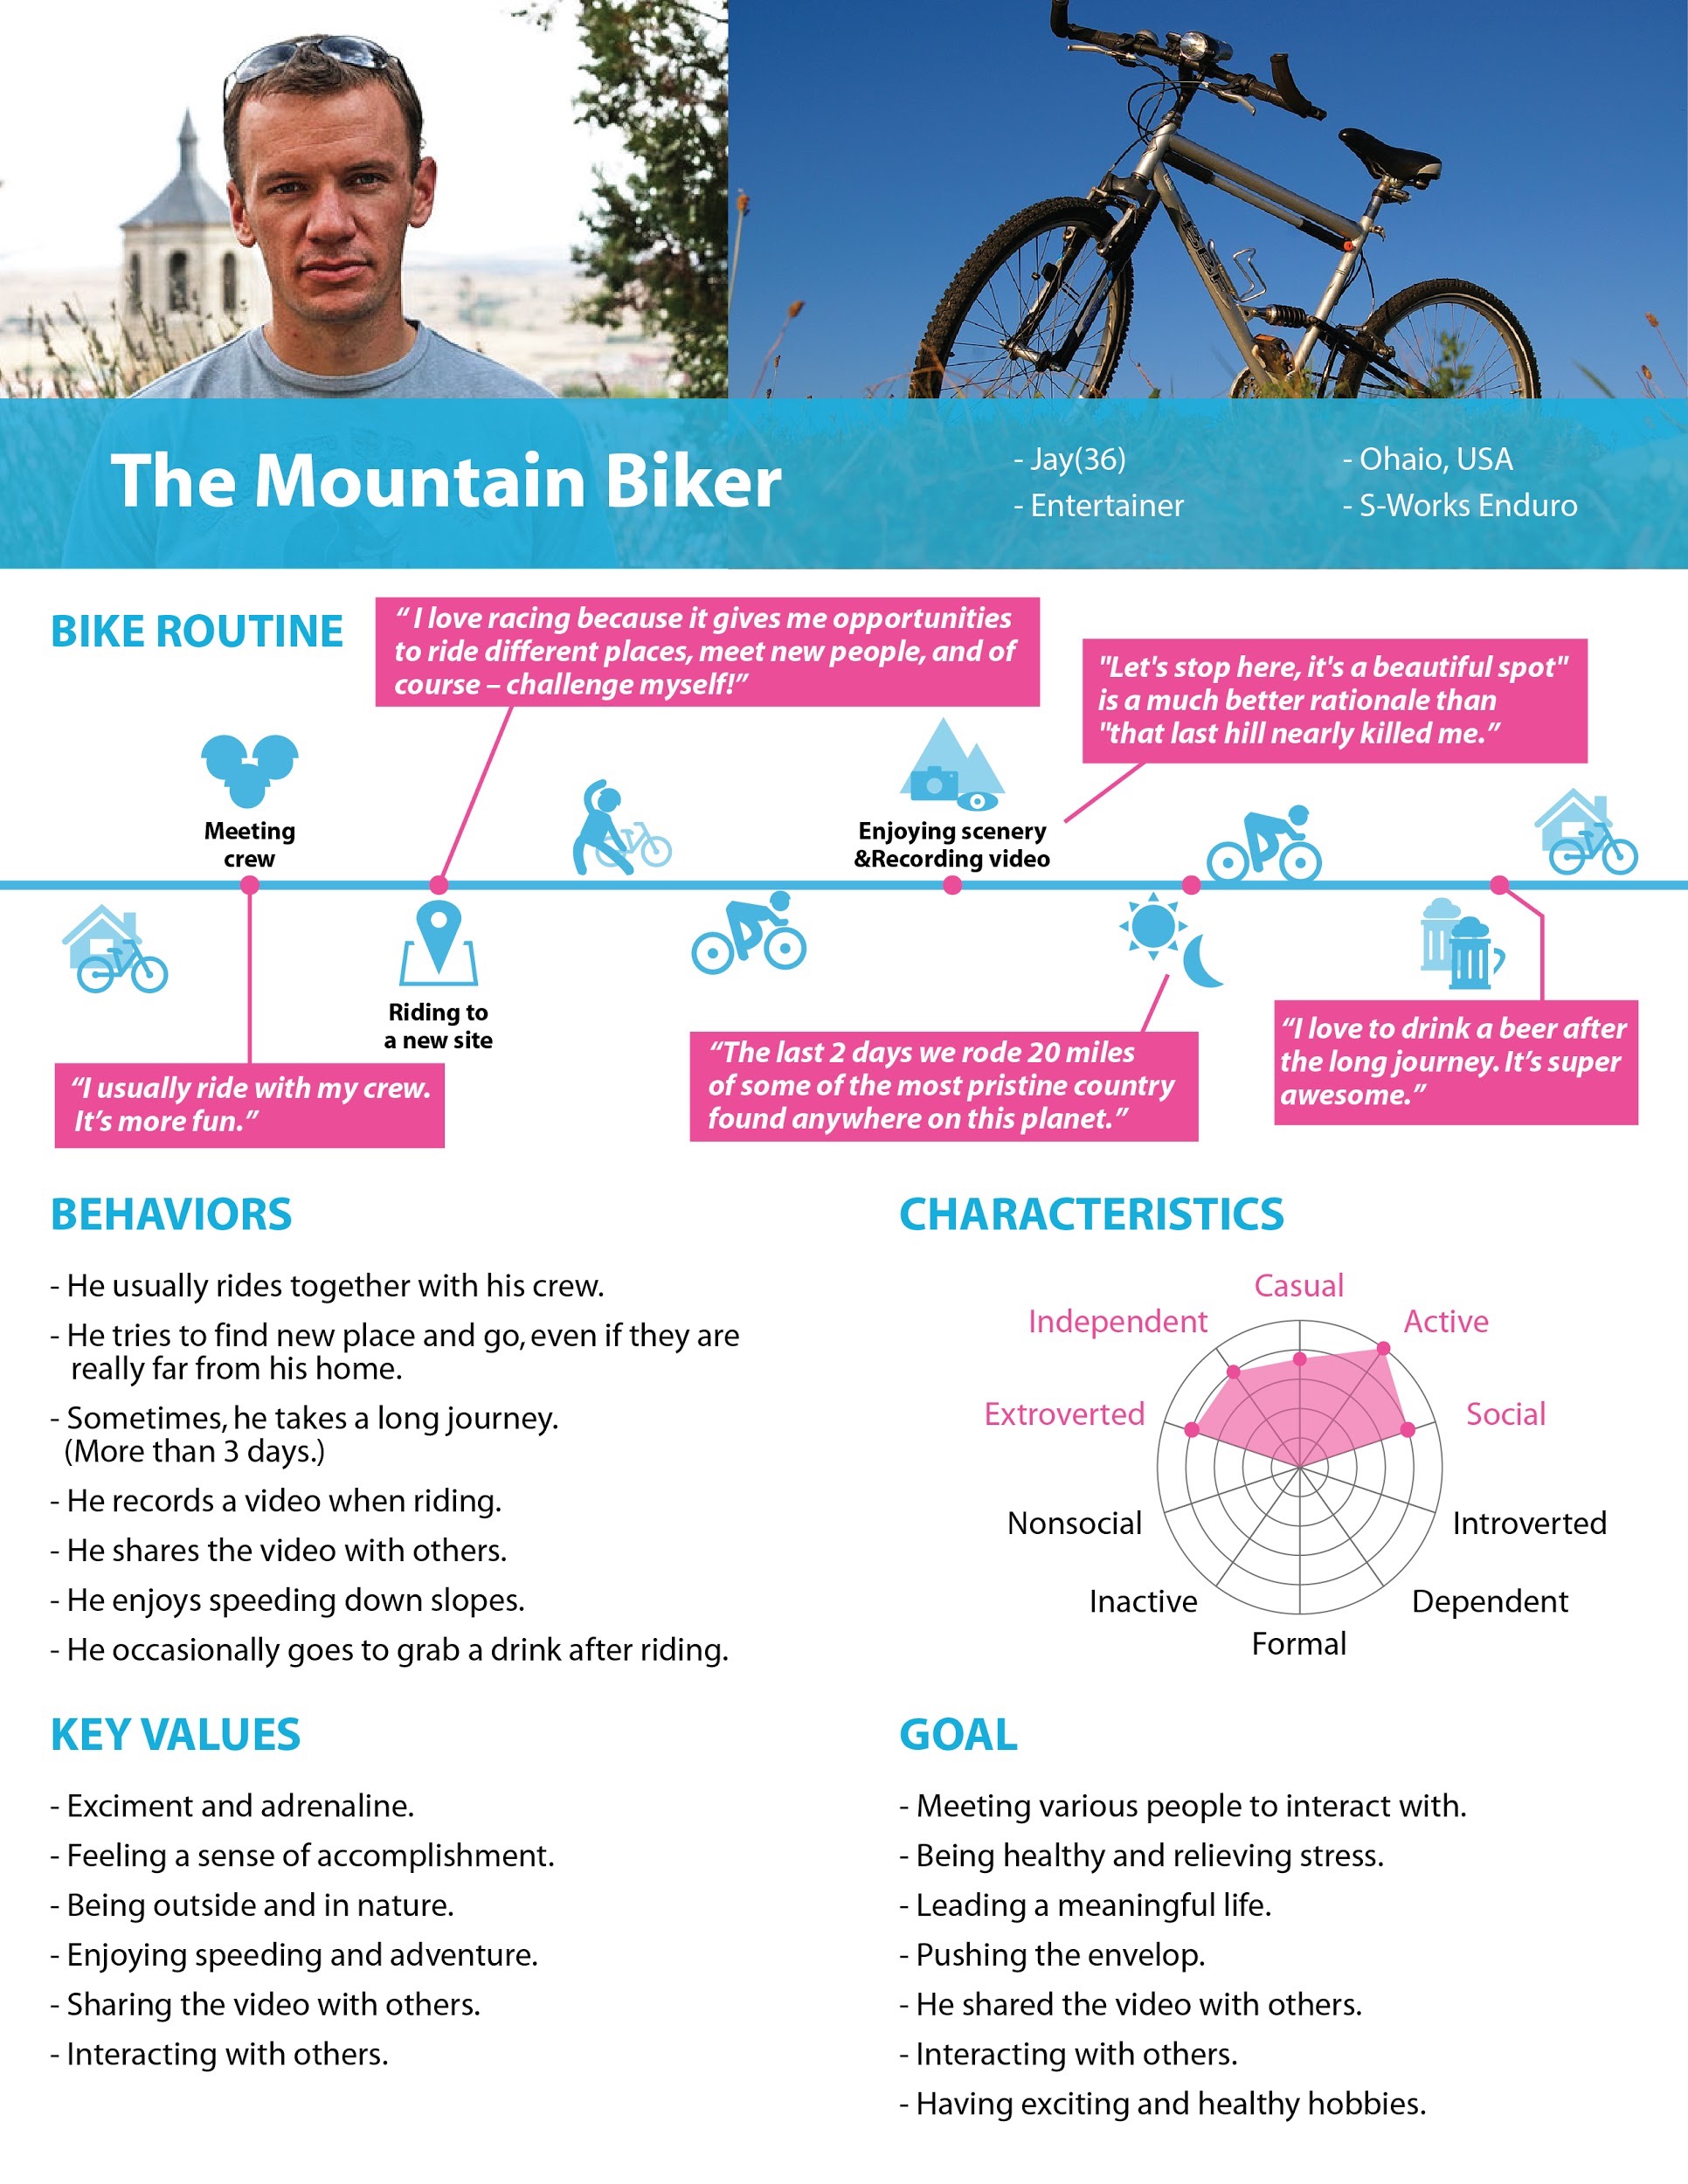 The Mountain Biker
- Jay(36)
- Entertainer
- Ohaio, USA
- S-Works Enduro
BIKE ROUTINE
“ I love racing because it gives me opportunities
to ride different places, meet new people, and of
course – challenge myself!”
"Let's stop here, it's a beautiful spot"
is a much better rationale than
"that last hill nearly killed me.”
Meeting
crew
Enjoying scenery
&Recording video
Riding to
a new site
“I usually ride with my crew.
It’s more fun.”
“The last 2 days we rode 20 miles
of some of the most pristine country
found anywhere on this planet.”
“I love to drink a beer after
the long journey. It’s super
awesome.”
BEHAVIORS
- He usually rides together with his crew.
- He tries to find new place and go, even if they are
really far from his home.
- Sometimes, he takes a long journey.
(More than 3 days.)
- He records a video when riding.
- He shares the video with others.
- He enjoys speeding down slopes.
- He occasionally goes to grab a drink after riding.
CHARACTERISTICS
Casual
Independent
Active
Extroverted
Social
Nonsocial
Introverted
Inactive
Dependent
Formal
KEY VALUES
- Exciment and adrenaline.
- Feeling a sense of accomplishment.
- Being outside and in nature.
- Enjoying speeding and adventure.
- Sharing the video with others.
- Interacting with others.
GOAL
- Meeting various people to interact with.
- Being healthy and relieving stress.
- Leading a meaningful life.
- Pushing the envelop.
- He shared the video with others.
- Interacting with others.
- Having exciting and healthy hobbies.